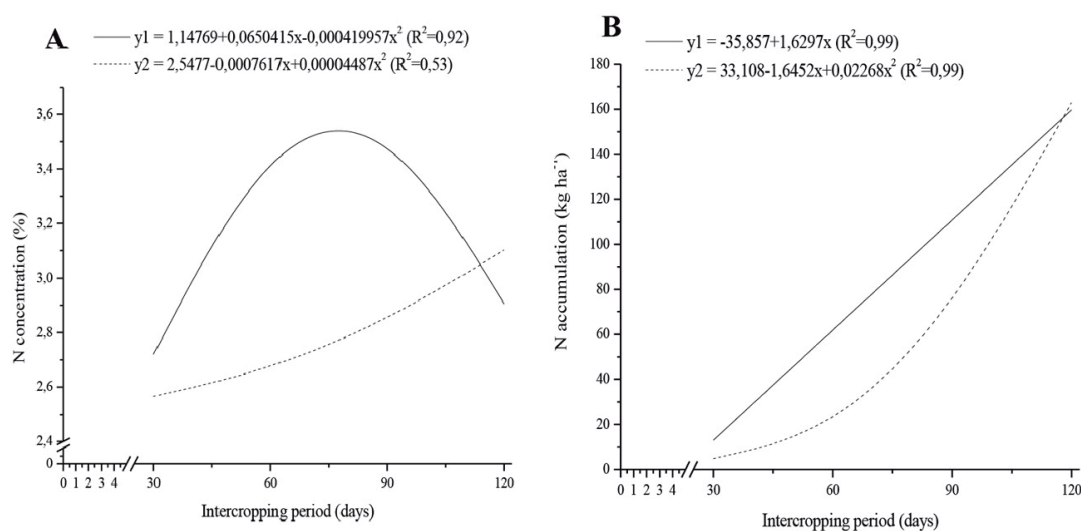 A
y1 = 1,14769+0,0650415x-0,000419957x² (R²=0,92)
y2 = 2,5477-0,0007617x+0,00004487x² (R²=0,53)
3,6
3,4
3,2
3,0
2,8
2,6
2,4
0
N concentration (%)
0 1 2 3 4 30 60 90 120
Intercropping period (days)
B
y1 = -35,857+1,6297x (R²=0,99)
y2 = 33,108-1,6452x+0,02268x² (R²=0,99)
180
160
140
120
100
80
60
40
20
0
N accumulation (kg ha⁻¹)
0 1 2 3 4 30 60 90 120
Intercropping period (days)